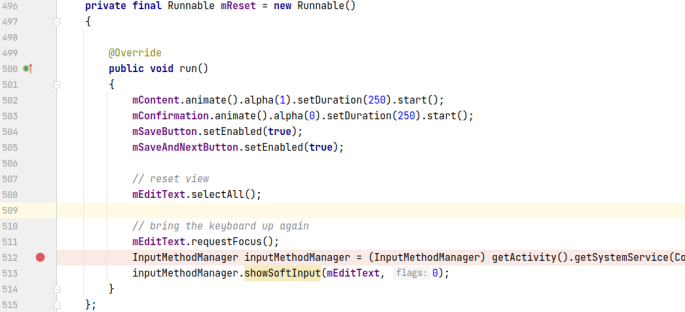 496 private final Runnable mReset = new Runnable()
497 {
498
499 @Override
500 public void run()
501 {
502 mContent.animate().alpha(1).setDuration(250).start();
503 mConfirmation.animate().alpha(0).setDuration(250).start();
504 mSaveButton.setEnabled(true);
505 mSaveAndNextButton.setEnabled(true);
506
507 // reset view
508 mEditText.selectAll();
509
510 // bring the keyboard up again
511 mEditText.requestFocus();
512 InputMethodManager inputMethodManager = (InputMethodManager) getActivity().getSystemService(Co
513 inputMethodManager.showSoftInput(mEditText, flags: 0);
514 }
515 };